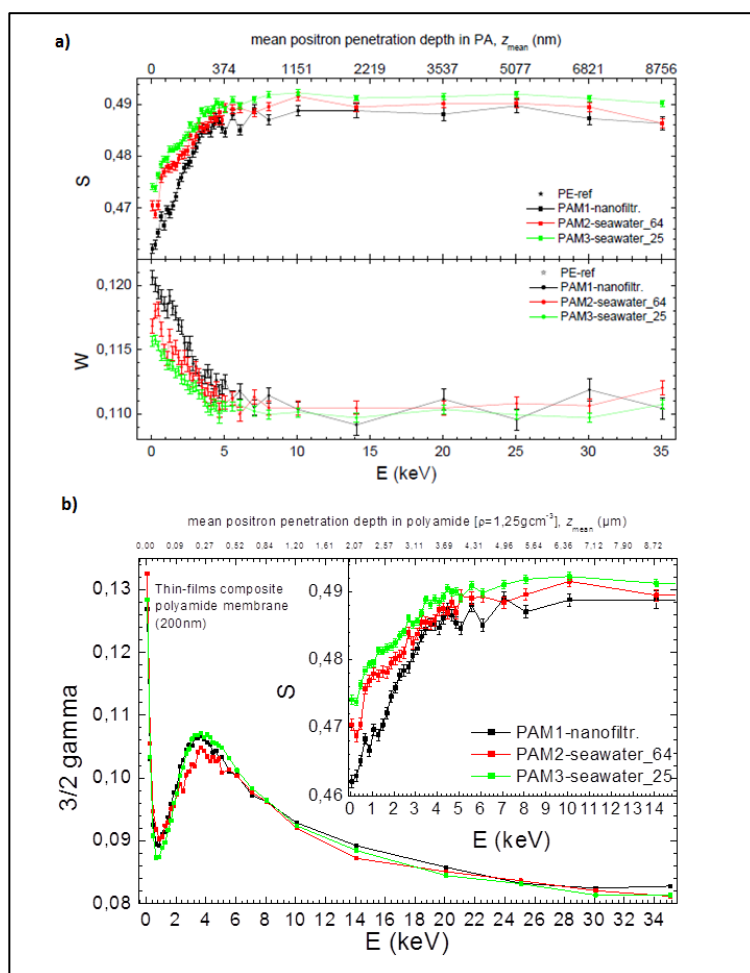 a)
mean positron penetration depth in PA, z_mean (nm)
0 374 1151 2219 3537 5077 6821 8756
0,49
0,48
0,47
S
PE-ref
PAM1-nanofiltr.
PAM2-seawater_64
PAM3-seawater_25
0,120
0,115
0,110
W
PE-ref
PAM1-nanofiltr.
PAM2-seawater_64
PAM3-seawater_25
0 5 10 15 20 25 30 35
E (keV)
b)
mean positron penetration depth in polyamide [ρ=1,25gcm⁻³], z_mean (µm)
0,00 0,09 0,27 0,52 0,84 1,20 1,61 2,07 2,57 3,11 3,69 4,31 4,96 5,64 6,36 7,12 7,90 8,72
0,13
0,12
0,11
0,10
0,09
0,08
3/2 gamma
Thin-films composite
polyamide membrane
(200nm)
0,49
0,48
0,47
0,46
S
PAM1-nanofiltr.
PAM2-seawater_64
PAM3-seawater_25
0 1 2 3 4 5 6 7 8 9 10 12 14
E (keV)
0 2 4 6 8 10 12 14 16 18 20 22 24 26 28 30 32 34
E (keV)